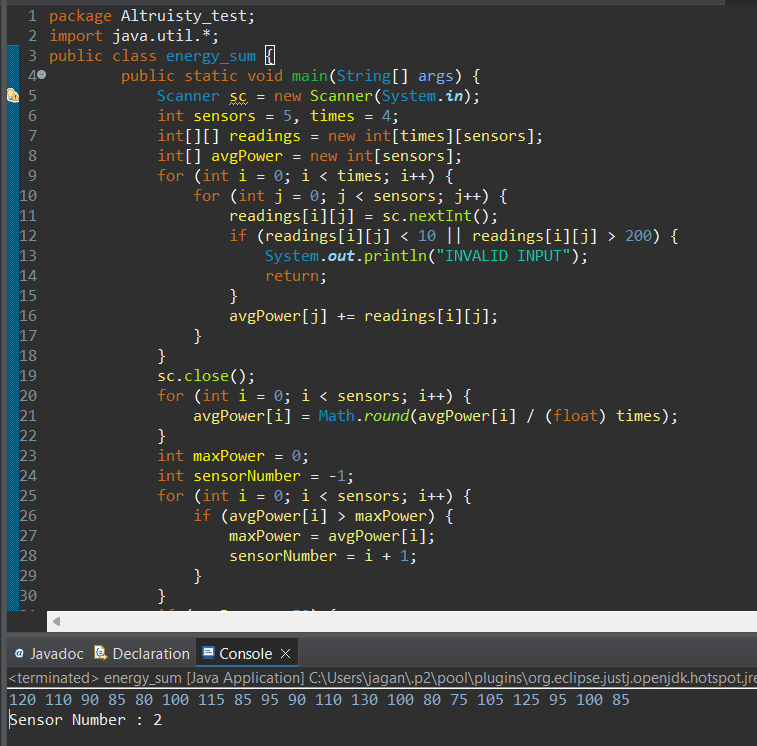 1 package Altruisty_test;
2 import java.util.*;
3 public class energy_sum {
4 public static void main(String[] args) {
5 Scanner sc = new Scanner(System.in);
6 int sensors = 5, times = 4;
7 int[][] readings = new int[times][sensors];
8 int[] avgPower = new int[sensors];
9 for (int i = 0; i < times; i++) {
10 for (int j = 0; j < sensors; j++) {
11 readings[i][j] = sc.nextInt();
12 if (readings[i][j] < 10 || readings[i][j] > 200) {
13 System.out.println("INVALID INPUT");
14 return;
15 }
16 avgPower[j] += readings[i][j];
17 }
18 }
19 sc.close();
20 for (int i = 0; i < sensors; i++) {
21 avgPower[i] = Math.round(avgPower[i] / (float) times);
22 }
23 int maxPower = 0;
24 int sensorNumber = -1;
25 for (int i = 0; i < sensors; i++) {
26 if (avgPower[i] > maxPower) {
27 maxPower = avgPower[i];
28 sensorNumber = i + 1;
29 }
30 }
@ Javadoc Declaration Console
<terminated> energy_sum [Java Application] C:\Users\jagan\.p2\pool\plugins\org.eclipse.justj.openjdk.hotspot.jre
120 110 90 85 80 100 115 85 95 90 110 130 100 80 75 105 125 95 100 85
Sensor Number : 2